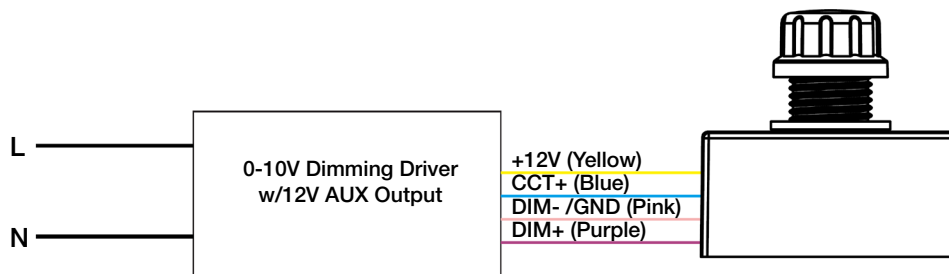 L
N
0-10V Dimming Driver
w/12V AUX Output
+12V (Yellow)
CCT+ (Blue)
DIM- /GND (Pink)
DIM+ (Purple)